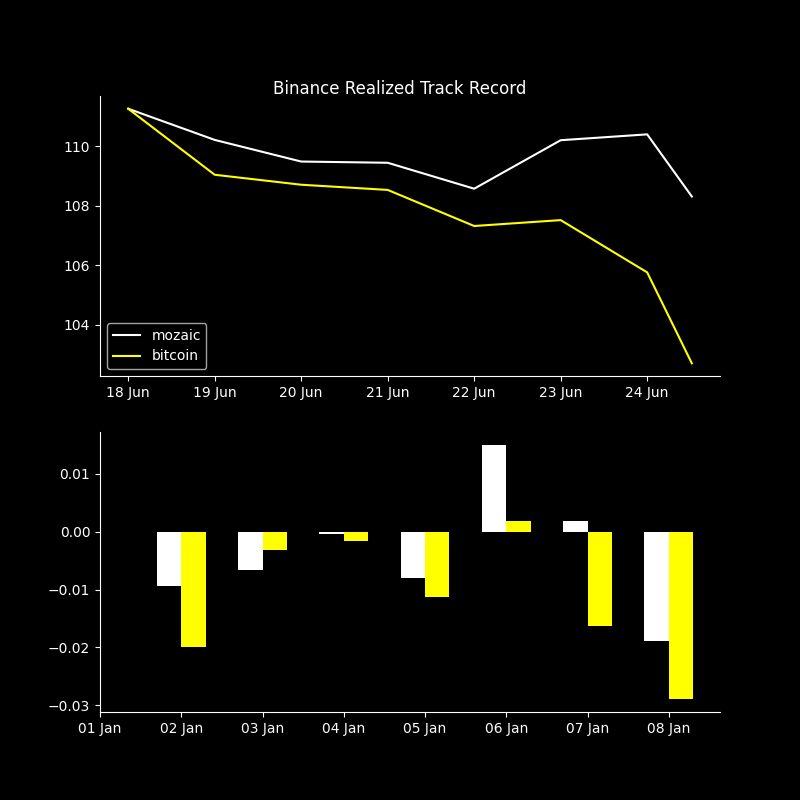 Binance Realized Track Record
110
108
106
104
mozaic
bitcoin
18 Jun 19 Jun 20 Jun 21 Jun 22 Jun 23 Jun 24 Jun
0.01
0.00
−0.01
−0.02
−0.03
01 Jan 02 Jan 03 Jan 04 Jan 05 Jan 06 Jan 07 Jan 08 Jan